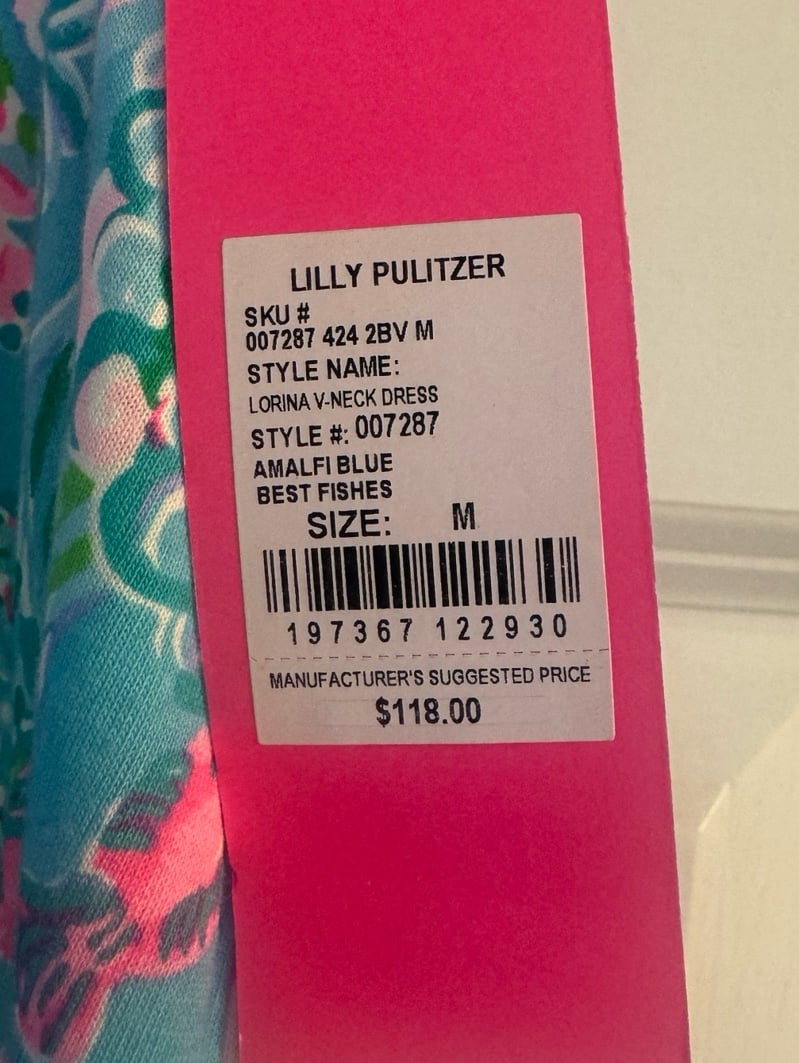 LILLY PULITZER
SKU #
007287 424 2BV M
STYLE NAME:
LORINA V-NECK DRESS
STYLE #: 007287
AMALFI BLUE
BEST FISHES
SIZE: M
197367 122930
MANUFACTURER'S SUGGESTED PRICE
$118.00